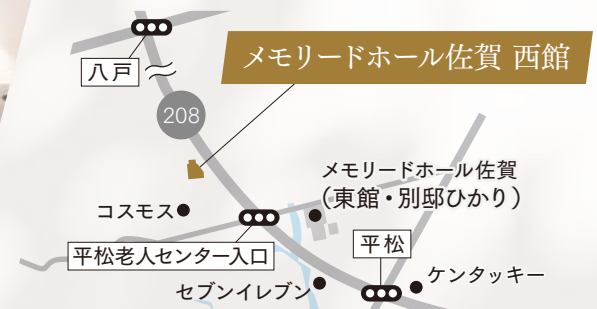 八戸
メモリードホール佐賀 西館
208
メモリードホール佐賀
（東館・別邸ひかり）
コスモス
平松老人センター入口
平松
ケンタッキー
セブンイレブン